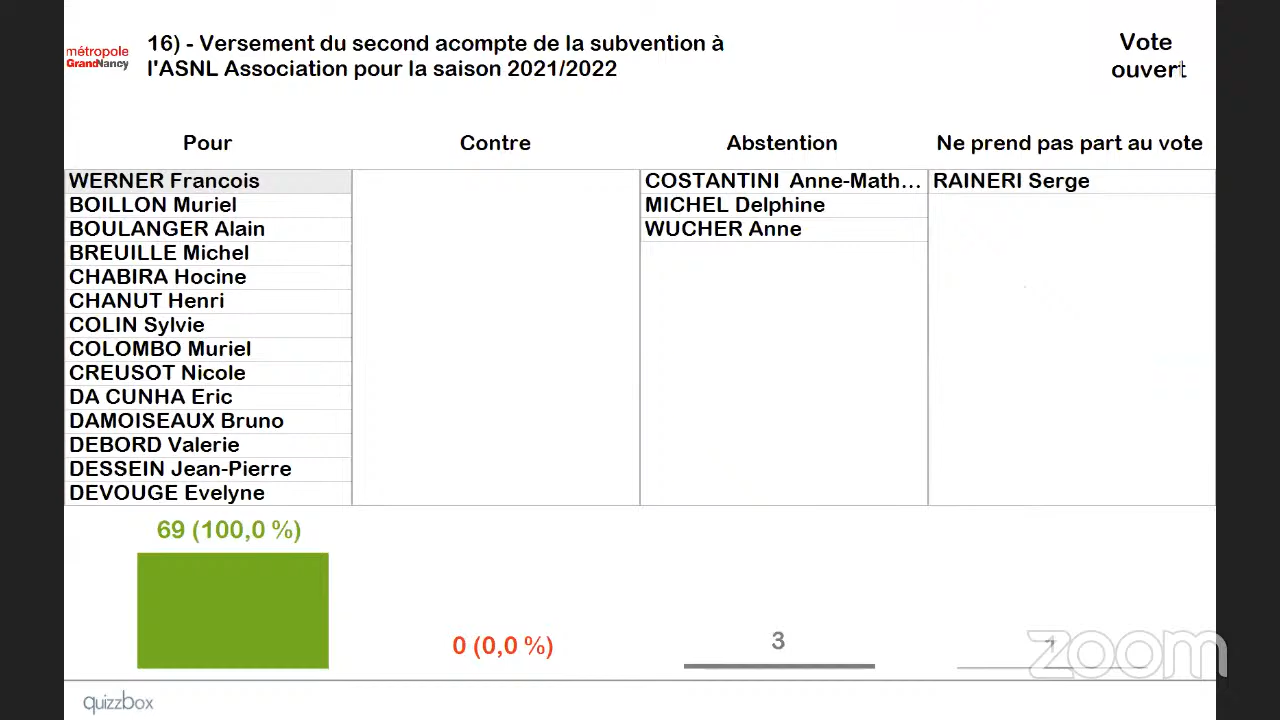 métropole
GrandNancy
16) - Versement du second acompte de la subvention à
l'ASNL Association pour la saison 2021/2022
Vote
ouvert
Pour
Contre
Abstention
Ne prend pas part au vote
WERNER Francois
BOILLON Muriel
BOULANGER Alain
BREUILLE Michel
CHABIRA Hocine
CHANUT Henri
COLIN Sylvie
COLOMBO Muriel
CREUSOT Nicole
DA CUNHA Eric
DAMOISEAUX Bruno
DEBORD Valerie
DESSEIN Jean-Pierre
DEVOUGE Evelyne
COSTANTINI  Anne-Math...
MICHEL Delphine
WUCHER Anne
RAINERI Serge
69 (100,0 %)
0 (0,0 %)
3
1
zoom
quizzbox